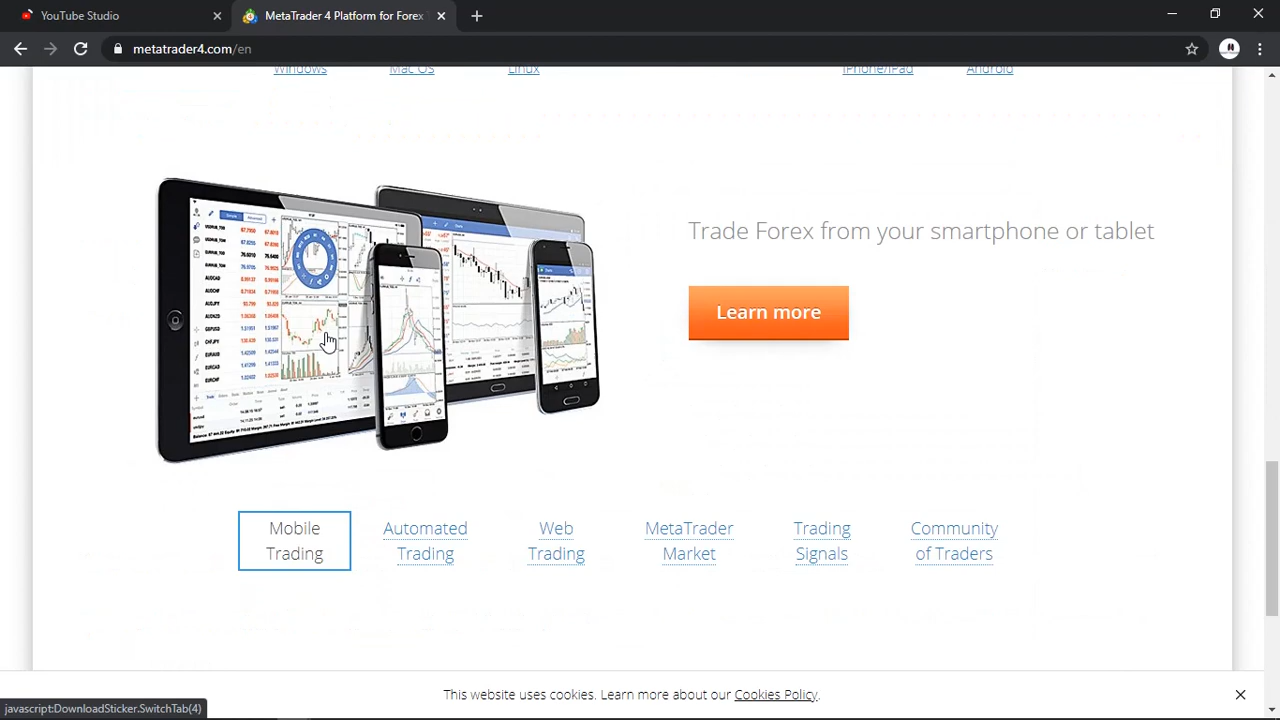 YouTube Studio
MetaTrader 4 Platform for Forex
metatrader4.com/en
Windows
Mac OS
Linux
iPhone/iPad
Android
Trade Forex from your smartphone or tablet
Learn more
Mobile
Trading
Automated
Trading
Web
Trading
MetaTrader
Market
Trading
Signals
Community
of Traders
This website uses cookies. Learn more about our Cookies Policy.
javascript:DownloadSticker.SwitchTab(4)